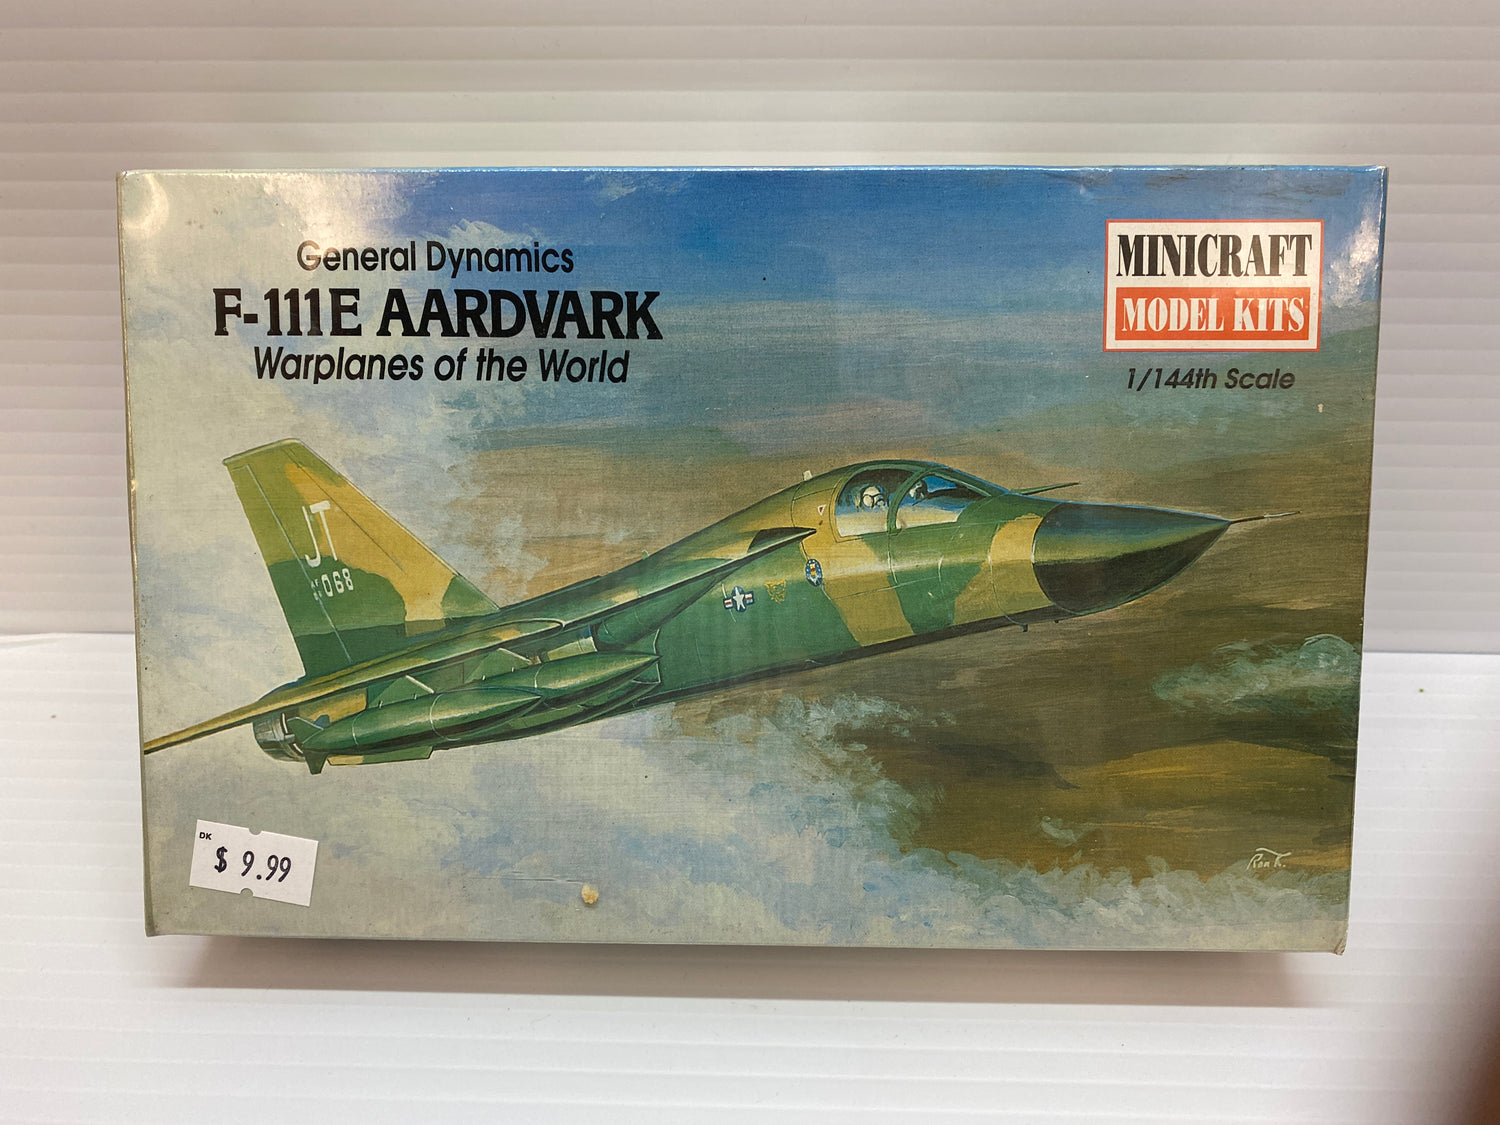 General Dynamics
F-111E AARDVARK
Warplanes of the World
MINICRAFT
MODEL KITS
1/144th Scale
JT
068
DK
$ 9.99
Ron K.